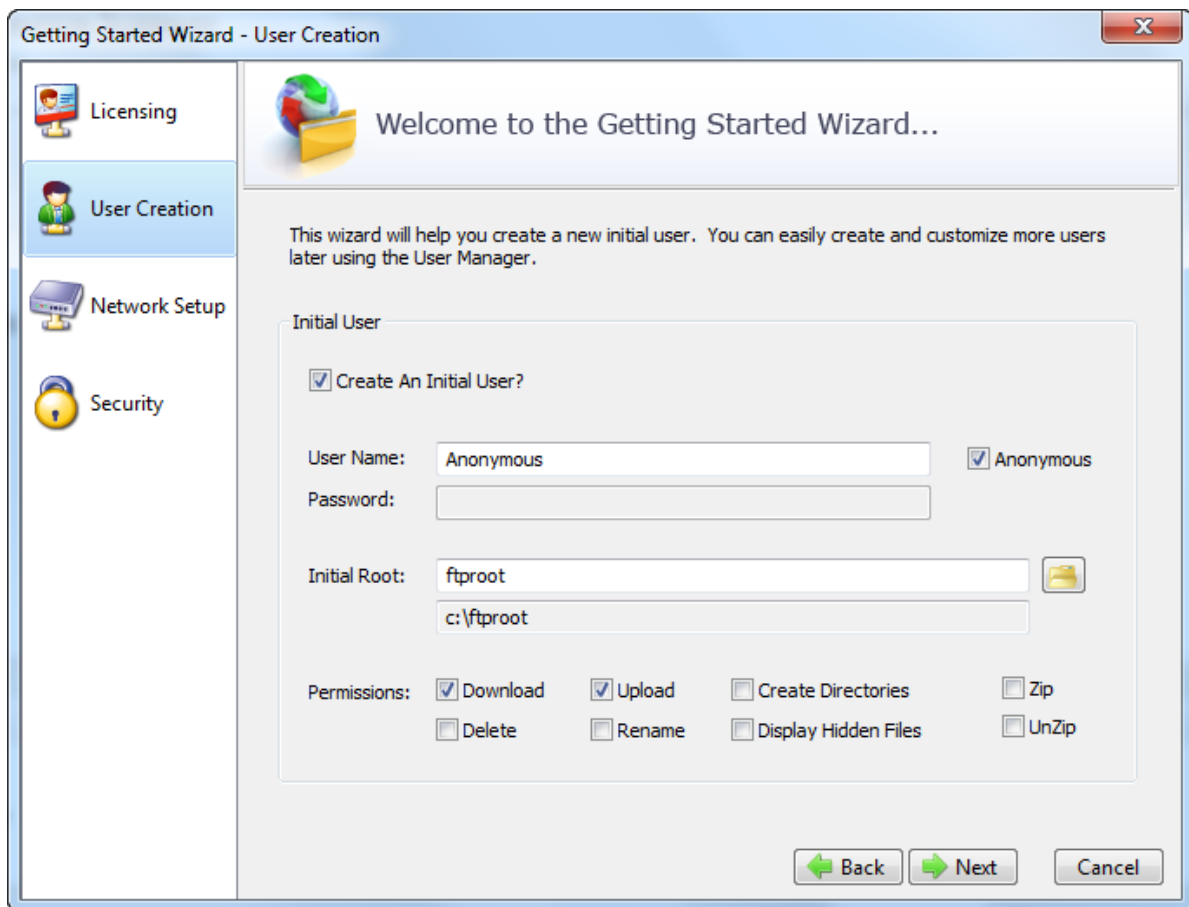 Getting Started Wizard - User Creation
Licensing
User Creation
Network Setup
Security
Welcome to the Getting Started Wizard...
This wizard will help you create a new initial user.  You can easily create and customize more users
later using the User Manager.
Initial User
Create An Initial User?
User Name: Anonymous Anonymous
Password:
Initial Root: ftproot
c:\ftproot
Permissions: Download Upload Create Directories Zip
Delete Rename Display Hidden Files UnZip
Back Next Cancel